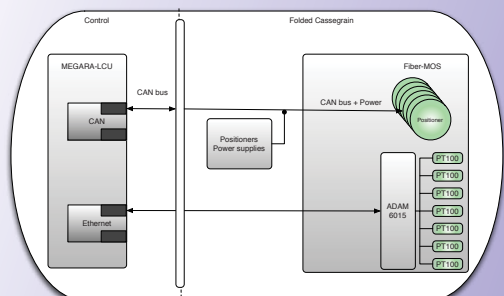 Control
Folded Cassegrain
MEGARA-LCU
CAN
Ethernet
CAN bus
Positioners
Power supplies
CAN bus + Power
Fiber-MOS
Positioner
ADAM
6015
PT100
PT100
PT100
PT100
PT100
PT100
PT100